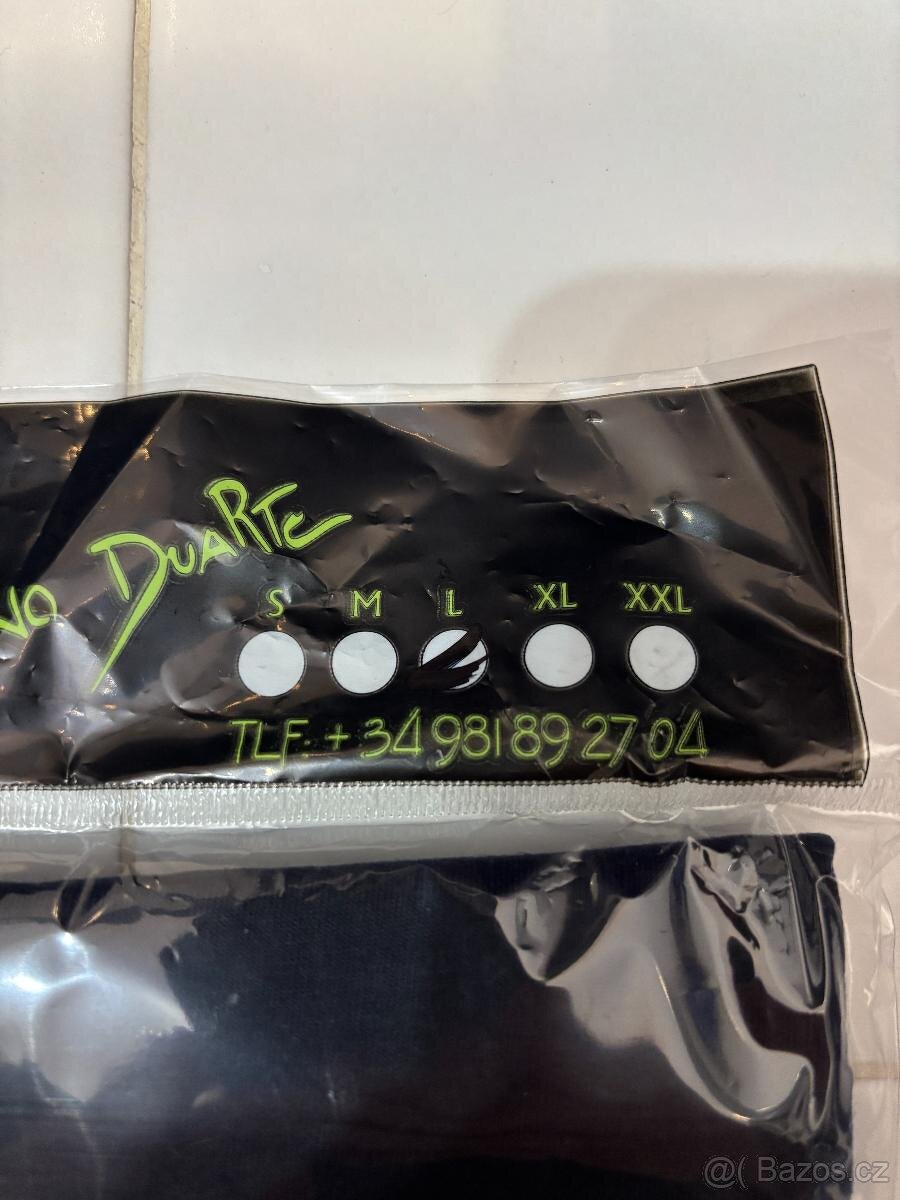 DUARTE
S M L XL XXL
TLF: + 34 981 89 27 04
@( Bazos.cz